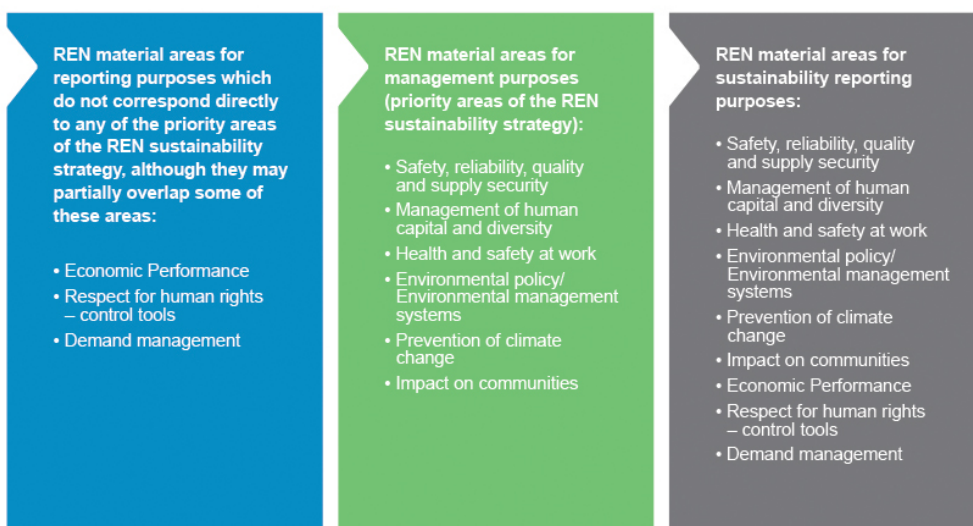 REN material areas for
reporting purposes which
do not correspond directly
to any of the priority areas
of the REN sustainability
strategy, although they may
partially overlap some of
these areas:
• Economic Performance
• Respect for human rights
– control tools
• Demand management
REN material areas for
management purposes
(priority areas of the REN
sustainability strategy):
• Safety, reliability, quality
and supply security
• Management of human
capital and diversity
• Health and safety at work
• Environmental policy/
Environmental management
systems
• Prevention of climate
change
• Impact on communities
REN material areas for
sustainability reporting
purposes:
• Safety, reliability, quality
and supply security
• Management of human
capital and diversity
• Health and safety at work
• Environmental policy/
Environmental management
systems
• Prevention of climate
change
• Impact on communities
• Economic Performance
• Respect for human rights
– control tools
• Demand management